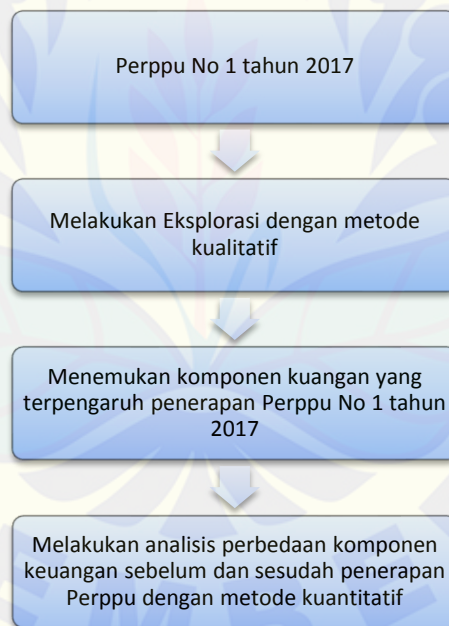 Perppu No 1 tahun 2017
Melakukan Eksplorasi dengan metode
kualitatif
Menemukan komponen kuangan yang
terpengaruh penerapan Perppu No 1 tahun
2017
Melakukan analisis perbedaan komponen
keuangan sebelum dan sesudah penerapan
Perppu dengan metode kuantitatif